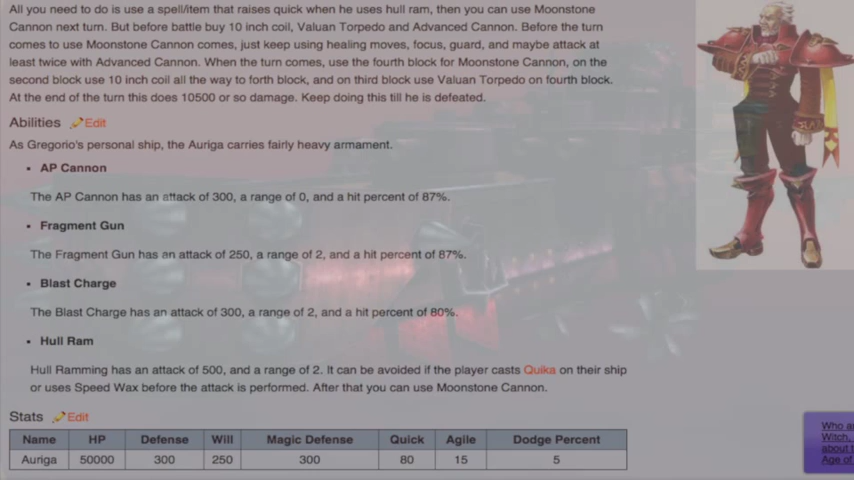 All you need to do is use a spell/item that raises quick when he uses hull ram, then you can use Moonstone
Cannon next turn. But before battle buy 10 inch coil, Valuan Torpedo and Advanced Cannon. Before the turn
comes to use Moonstone Cannon comes, just keep using healing moves, focus, guard, and maybe attack at
least twice with Advanced Cannon. When the turn comes, use the fourth block for Moonstone Cannon, on the
second block use 10 inch coil all the way to forth block, and on third block use Valuan Torpedo on fourth block.
At the end of the turn this does 10500 or so damage. Keep doing this till he is defeated.
Abilities Edit
As Gregorio's personal ship, the Auriga carries fairly heavy armament.
• AP Cannon
The AP Cannon has an attack of 300, a range of 0, and a hit percent of 87%.
• Fragment Gun
The Fragment Gun has an attack of 250, a range of 2, and a hit percent of 87%.
• Blast Charge
The Blast Charge has an attack of 300, a range of 2, and a hit percent of 80%.
• Hull Ram
Hull Ramming has an attack of 500, and a range of 2. It can be avoided if the player casts Quika on their ship
or uses Speed Wax before the attack is performed. After that you can use Moonstone Cannon.
Stats Edit
Name HP Defense Will Magic Defense Quick Agile Dodge Percent
Auriga 50000 300 250 300 80 15 5
Who a
Witch,
about t
Age of